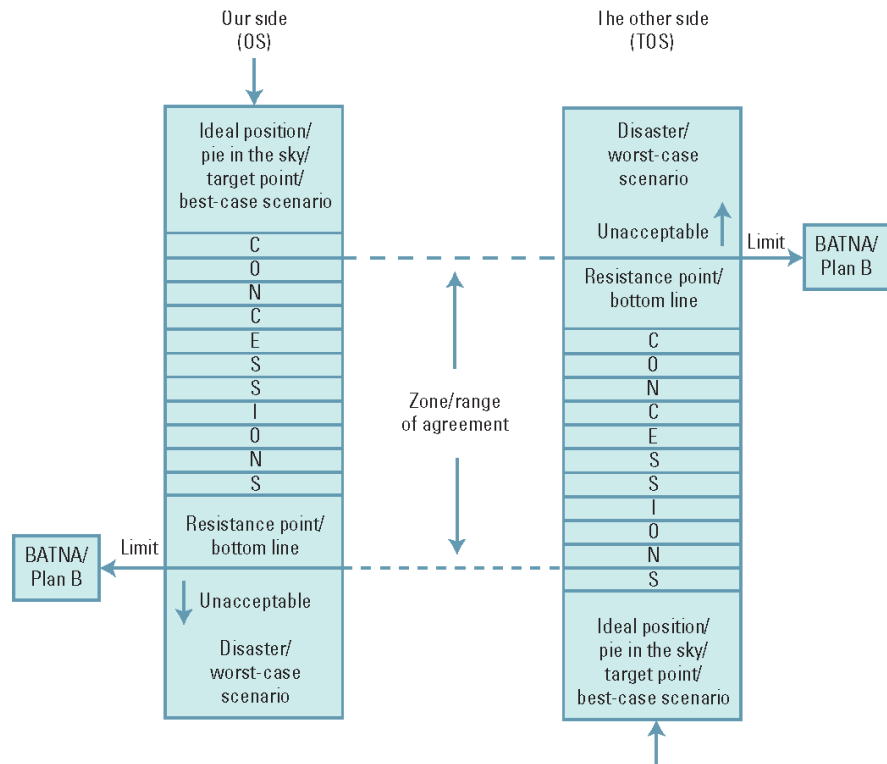 Our side
(OS)
The other side
(TOS)
Ideal position/
pie in the sky/
target point/
best-case scenario
C
O
N
C
E
S
S
I
O
N
S
Resistance point/
bottom line
Limit
BATNA/
Plan B
Unacceptable
Disaster/
worst-case
scenario
Zone/range
of agreement
Disaster/
worst-case
scenario
Unacceptable
Limit
BATNA/
Plan B
Resistance point/
bottom line
C
O
N
C
E
S
S
I
O
N
S
Ideal position/
pie in the sky/
target point/
best-case scenario